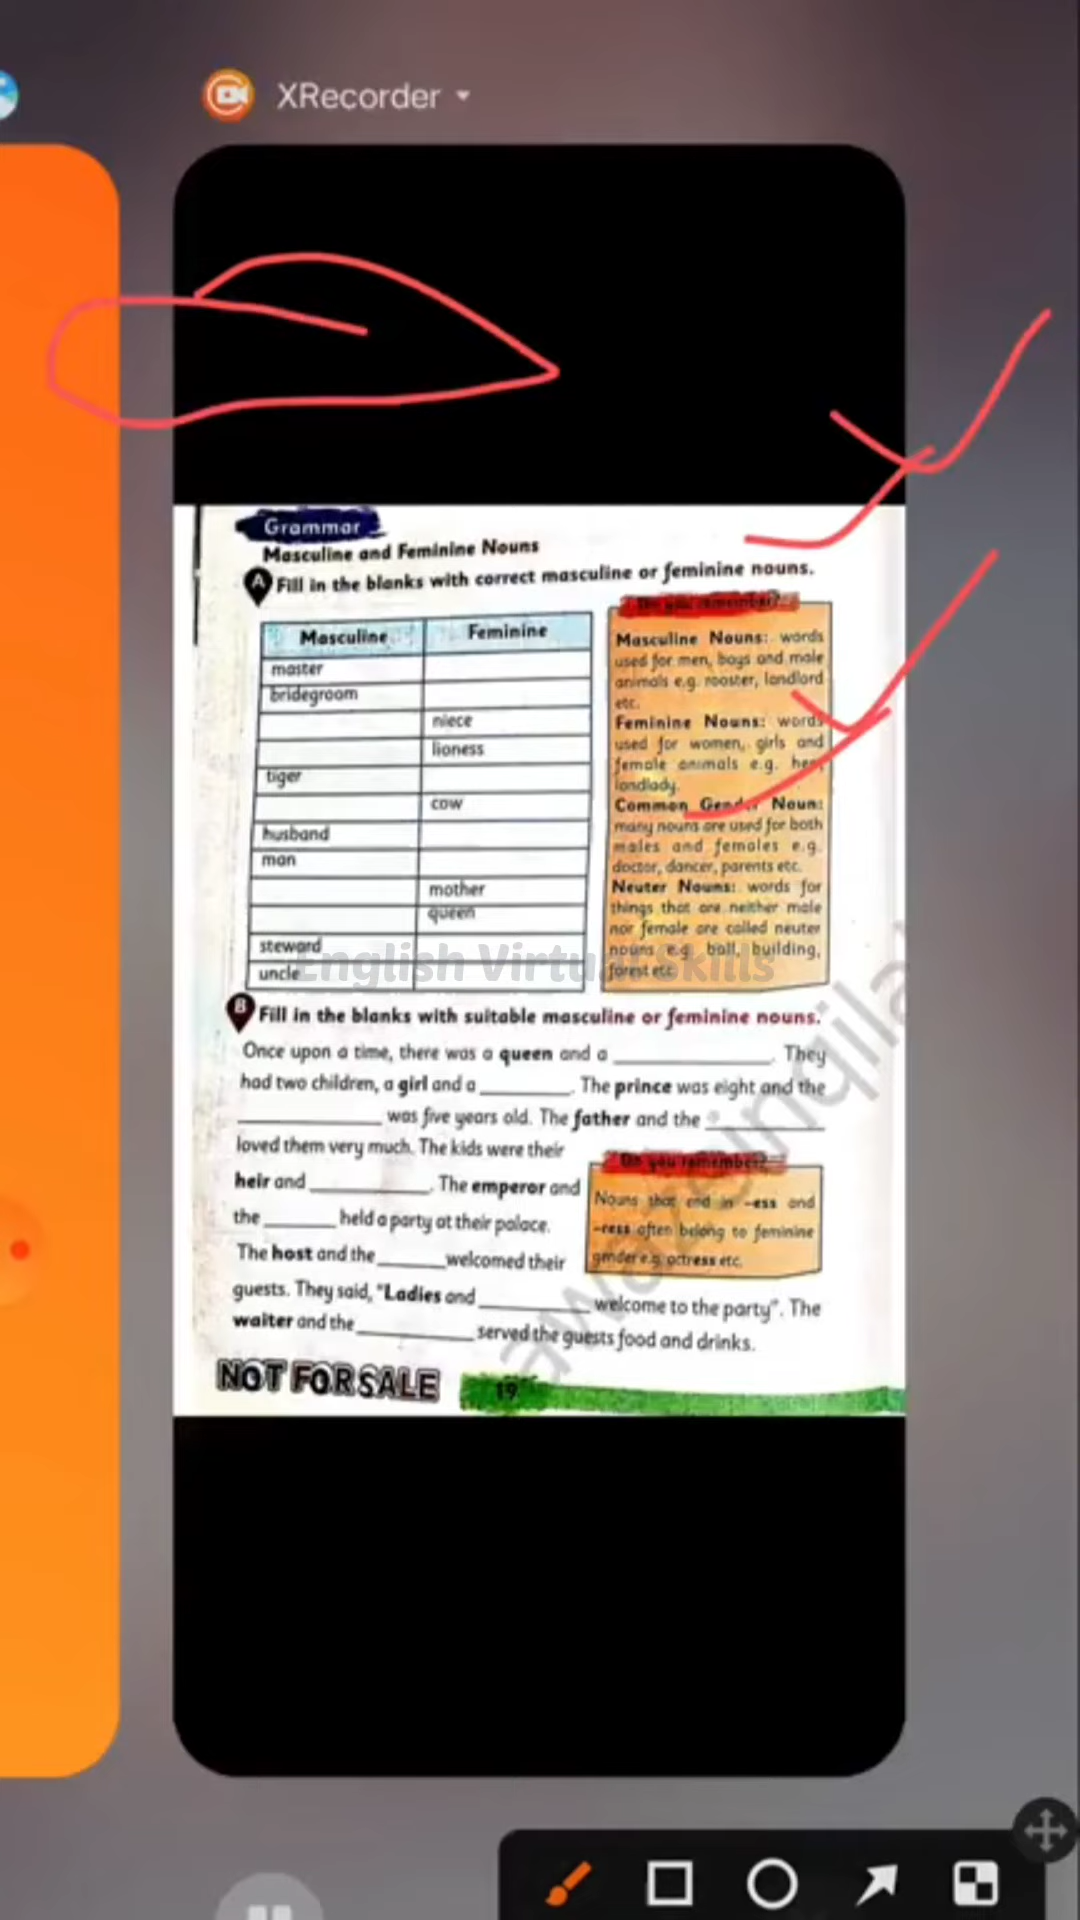 XRecorder
Grammar
Masculine and Feminine Nouns
A Fill in the blanks with correct masculine or feminine nouns.
Masculine Feminine
master
bridegroom
niece
lioness
tiger
cow
husband
man
mother
queen
steward
uncle
Do you remember?
Masculine Nouns: words
used for men, boys and male
animals e.g. rooster, landlord
etc.
Feminine Nouns: words
used for women, girls and
female animals e.g. hen,
landlady.
Common Gender Noun:
many nouns are used for both
males and females e.g.
doctor, dancer, parents etc.
Neuter Nouns: words for
things that are neither male
nor female are called neuter
nouns e.g. ball, building,
forest etc.
English Virtual Skills
B Fill in the blanks with suitable masculine or feminine nouns.
Once upon a time, there was a queen and a ____________. They
had two children, a girl and a ________. The prince was eight and the
____________ was five years old. The father and the __________
loved them very much. The kids were their
heir and __________. The emperor and
the ______ held a party at their palace.
The host and the ______welcomed their
guests. They said, "Ladies and _________ welcome to the party". The
waiter and the __________ served the guests food and drinks.
Do you remember?
Nouns that end in -ess and
-ress often belong to feminine
gender e.g. actress etc.
NOT FOR SALE
19